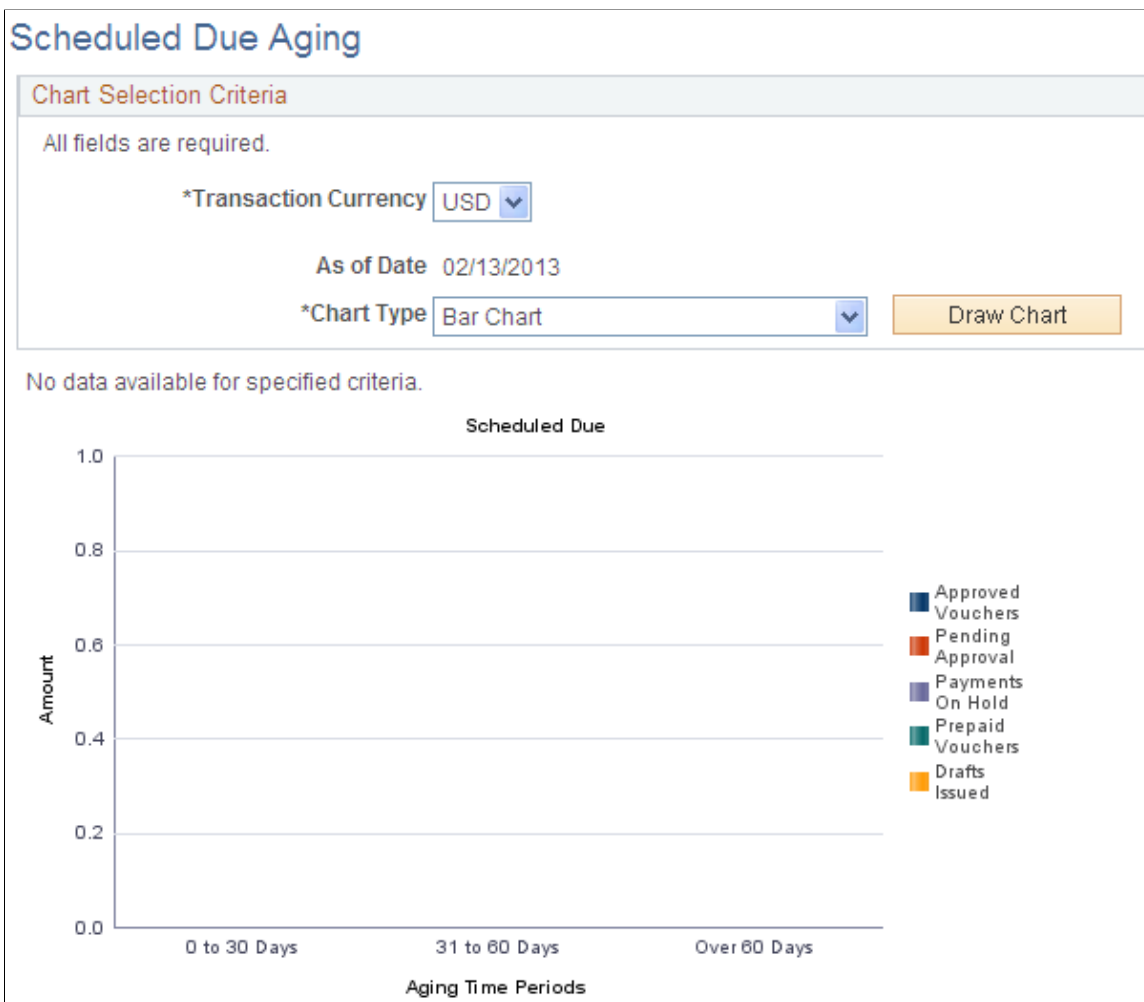 Scheduled Due Aging
Chart Selection Criteria
All fields are required.
*Transaction Currency USD
As of Date 02/13/2013
*Chart Type Bar Chart Draw Chart
No data available for specified criteria.
Scheduled Due
1.0
0.8
0.6
0.4
0.2
0.0
Amount
0 to 30 Days 31 to 60 Days Over 60 Days
Aging Time Periods
Approved
Vouchers
Pending
Approval
Payments
On Hold
Prepaid
Vouchers
Drafts
Issued